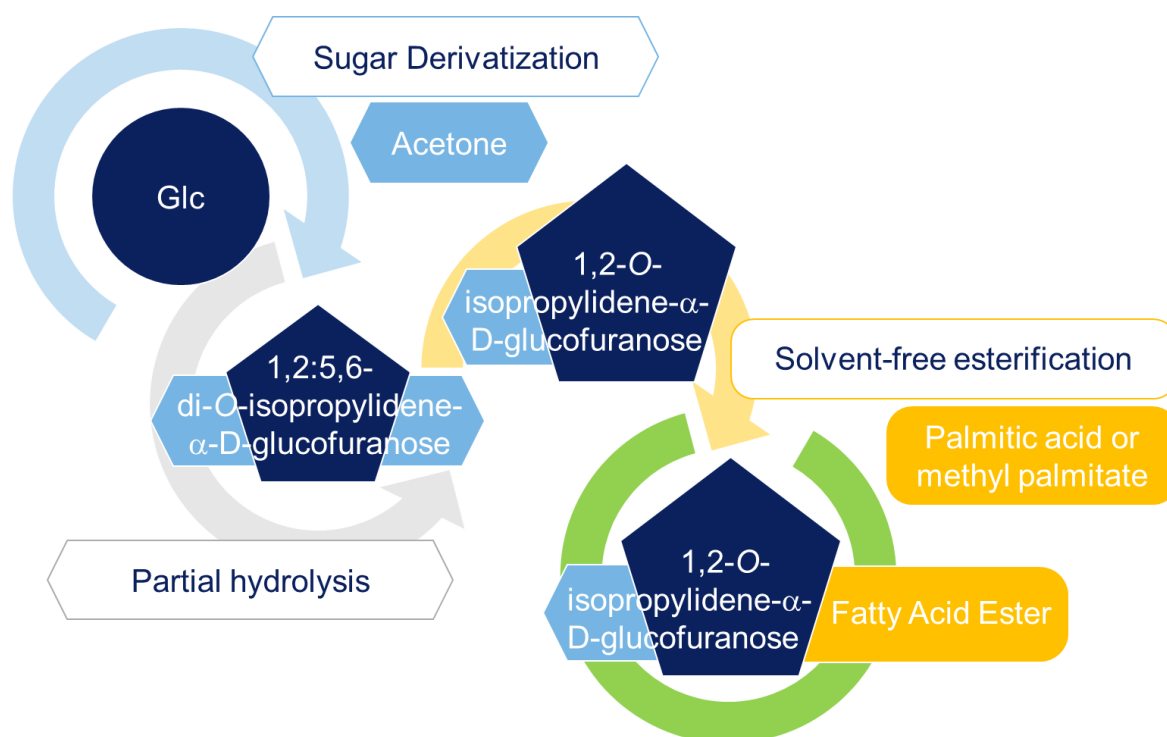 Sugar Derivatization
Acetone
Glc
1,2-O-
isopropylidene-α-
D-glucofuranose
1,2:5,6-
di-O-isopropylidene-
α-D-glucofuranose
Solvent-free esterification
Palmitic acid or
methyl palmitate
Partial hydrolysis
1,2-O-
isopropylidene-α-
D-glucofuranose
Fatty Acid Ester